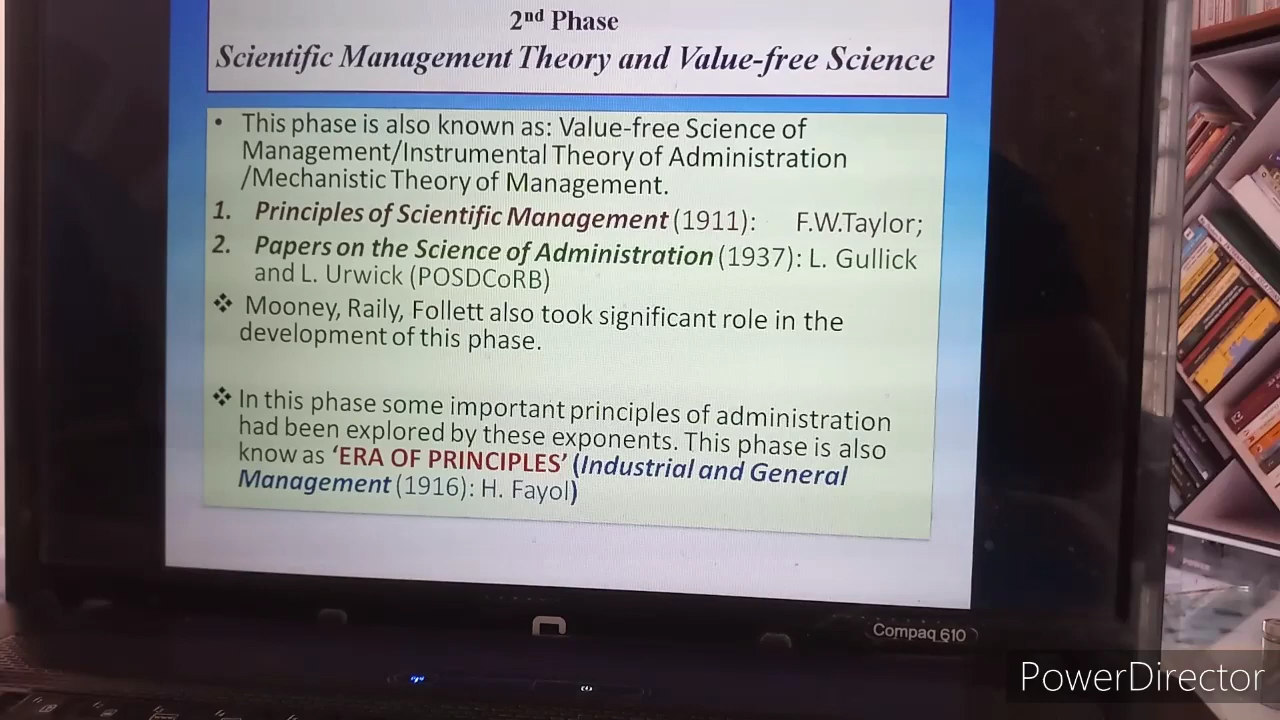 2nd Phase
Scientific Management Theory and Value-free Science
• This phase is also known as: Value-free Science of
Management/Instrumental Theory of Administration
/Mechanistic Theory of Management.
1. Principles of Scientific Management (1911): F.W.Taylor;
2. Papers on the Science of Administration (1937): L. Gullick
and L. Urwick (POSDCoRB)
❖ Mooney, Raily, Follett also took significant role in the
development of this phase.
❖ In this phase some important principles of administration
had been explored by these exponents. This phase is also
know as ‘ERA OF PRINCIPLES’ (Industrial and General
Management (1916): H. Fayol)
Compaq 610
PowerDirector